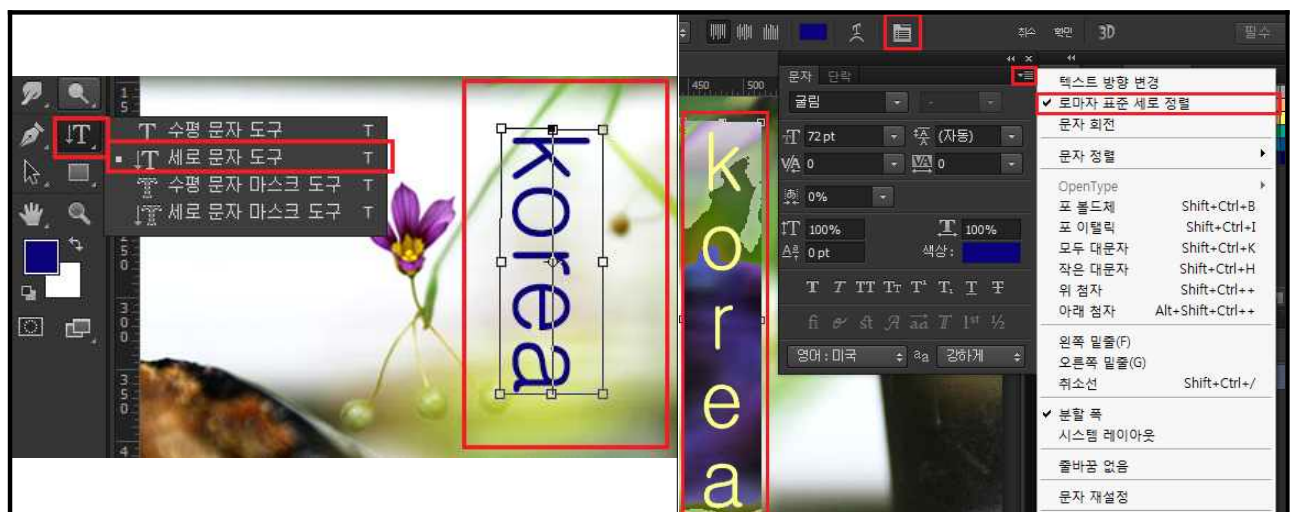 수평 문자 도구 T
세로 문자 도구 T
수평 문자 마스크 도구 T
세로 문자 마스크 도구 T
korea
취소 확인 3D 필수
450 500
korea
문자 단락
굴림
72 pt (자동)
0 0
0%
100% 100%
0 pt 색상 :
영어 : 미국 aa 강하게
텍스트 방향 변경
✓ 로마자 표준 세로 정렬
문자 회전
문자 정렬
OpenType
포 볼드체 Shift+Ctrl+B
포 이탤릭 Shift+Ctrl+I
모두 대문자 Shift+Ctrl+K
작은 대문자 Shift+Ctrl+H
위 첨자 Shift+Ctrl++
아래 첨자 Alt+Shift+Ctrl++
왼쪽 밑줄(F)
오른쪽 밑줄(G)
취소선 Shift+Ctrl+/
✓ 분할 폭
시스템 레이아웃
줄바꿈 없음
문자 재설정